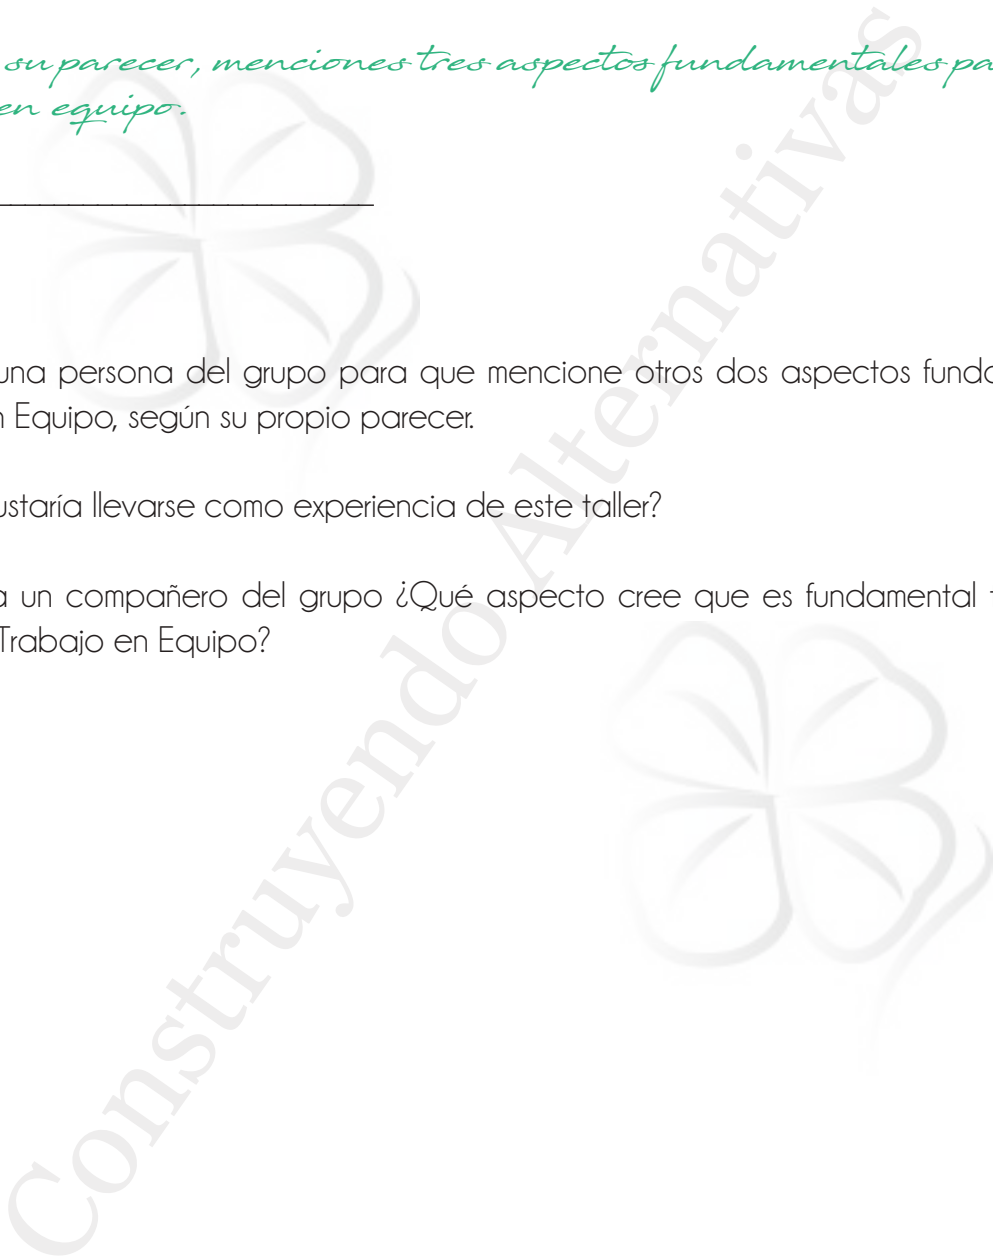 su parecer, menciones tres aspectos fundamentales pa
en equipo.
una persona del grupo para que mencione otros dos aspectos fund
n Equipo, según su propio parecer.
ustaría llevarse como experiencia de este taller?
a un compañero del grupo ¿Qué aspecto cree que es fundamental
Trabajo en Equipo?
Construyendo Alternativas